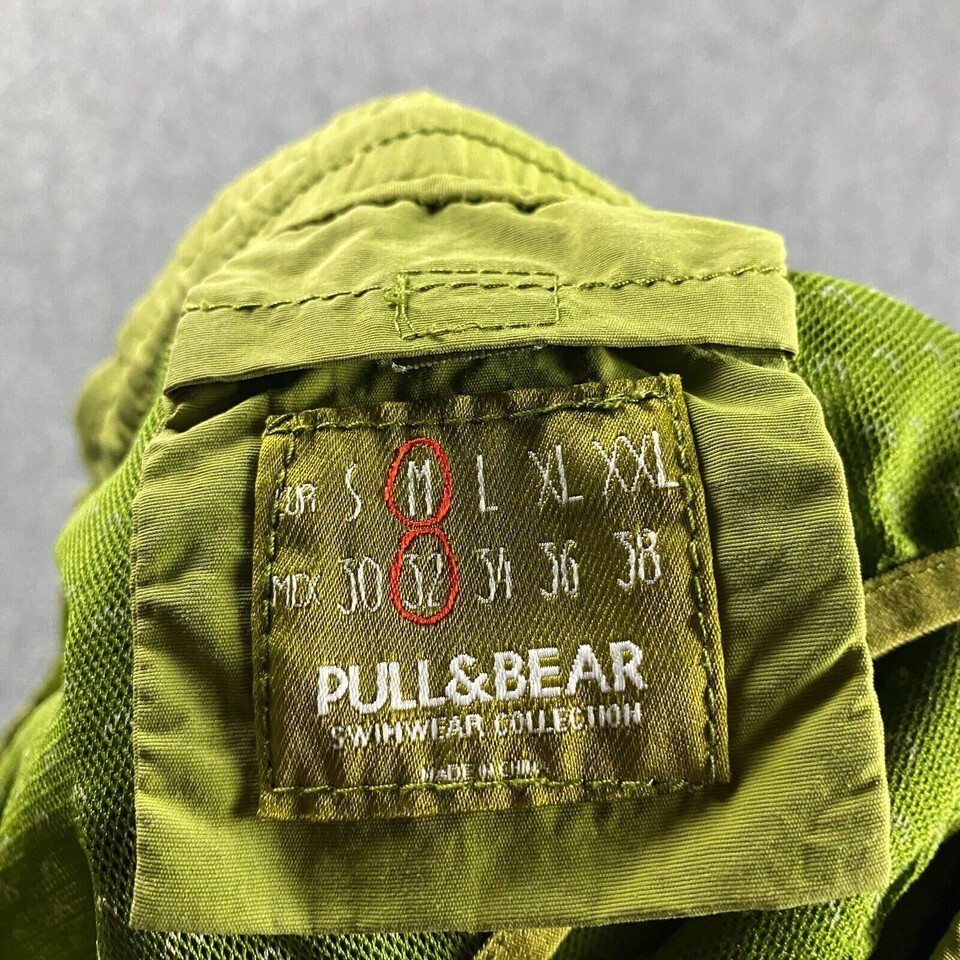 EUR S M L XL XXL
MEX 30 32 34 36 38
PULL&BEAR
SWIMWEAR COLLECTION
MADE IN CHINA